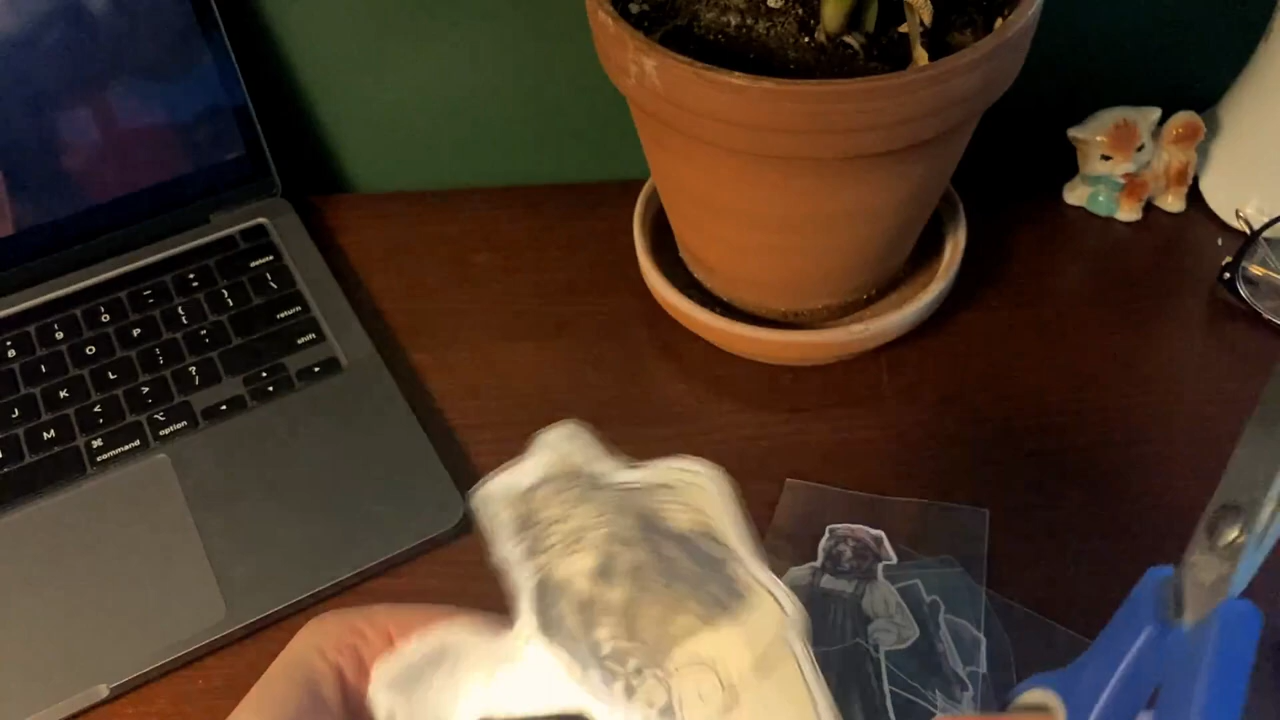 delete
* 8 ( 9 ) 0 _ - + =
I O P { [ } ] | \
return
J K L : ; " '
shift
M < , > . ? /
⌘ command ⌥ option